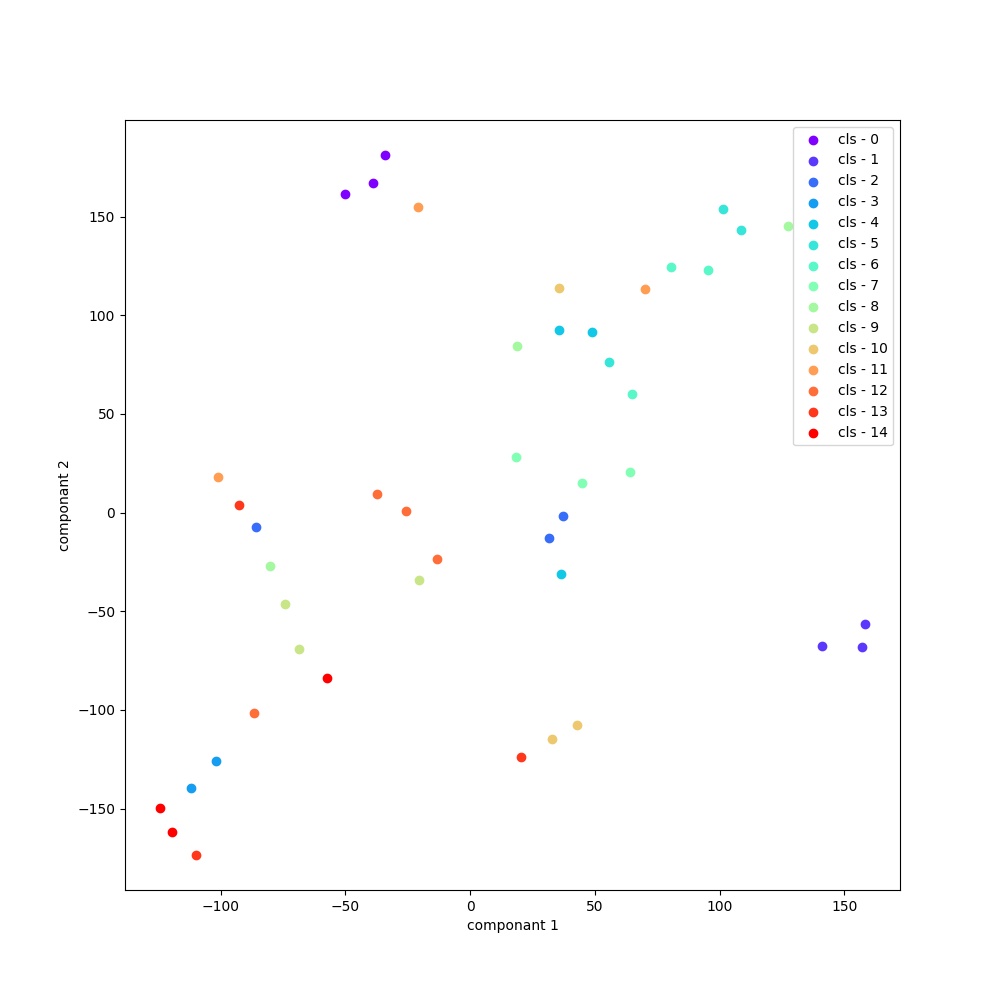 cls - 0
cls - 1
cls - 2
cls - 3
cls - 4
cls - 5
cls - 6
cls - 7
cls - 8
cls - 9
cls - 10
cls - 11
cls - 12
cls - 13
cls - 14
150
100
50
0
−50
−100
−150
componant 2
−100
−50
0
50
100
150
componant 1